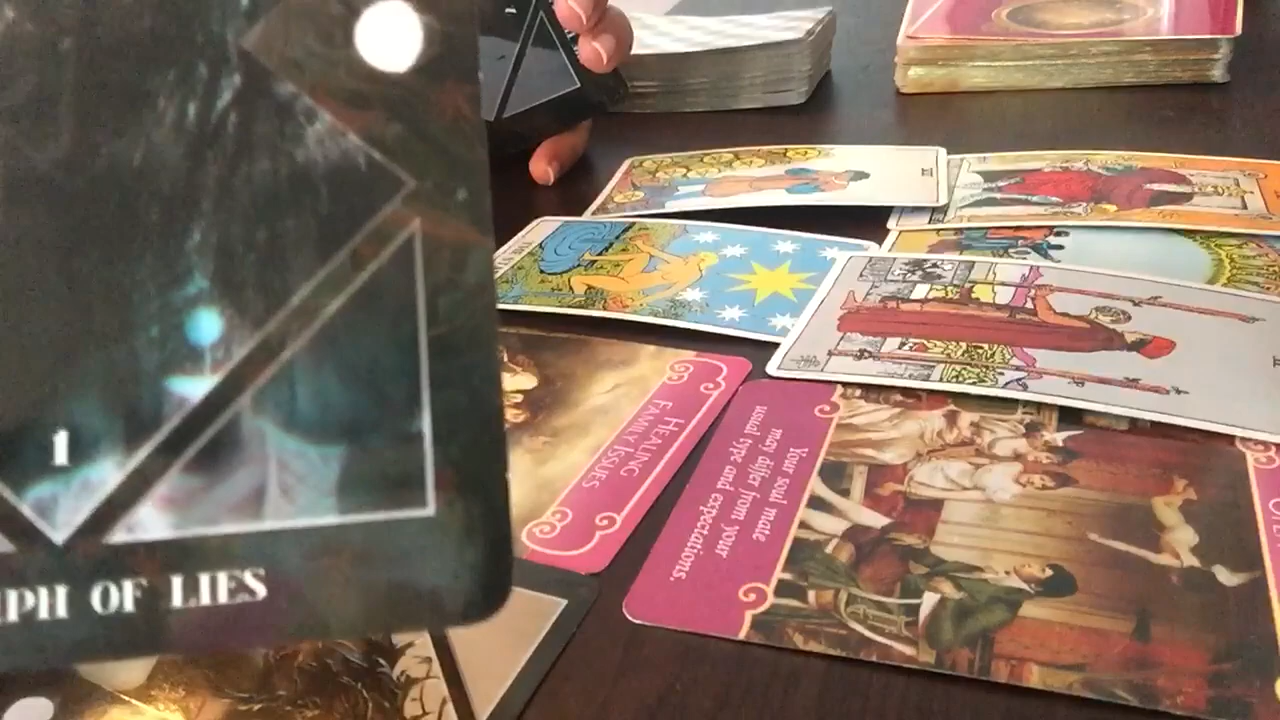 1
PH OF LIES
HEALING
FAMILY ISSUES
Your soul mate
may differ from your
usual type and expectations.